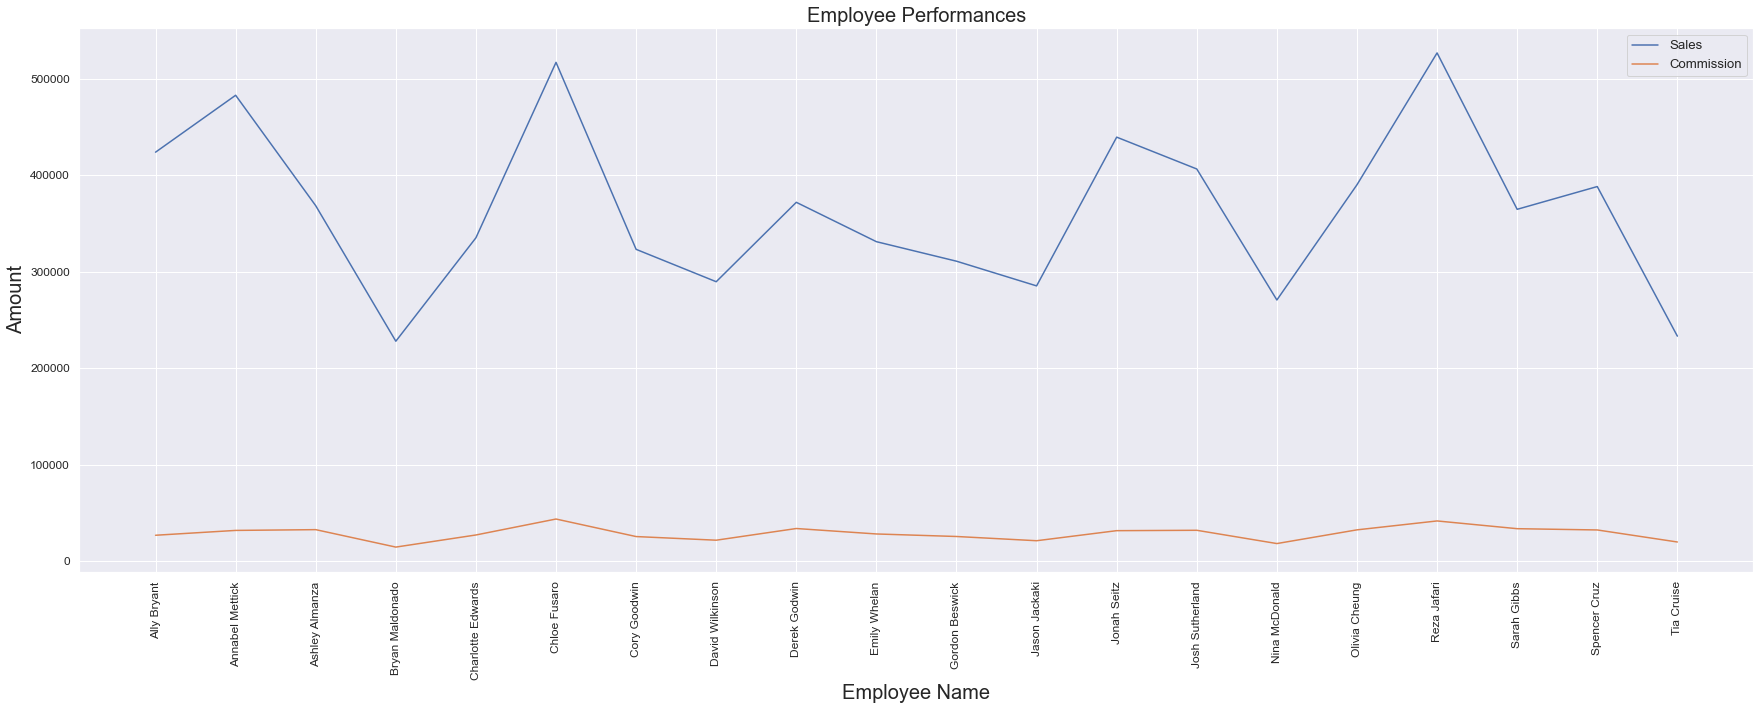 Employee Performances
Sales
Commission
Amount
500000
400000
300000
200000
100000
0
Ally Bryant
Annabel Mettick
Ashley Almanza
Bryan Maldonado
Charlotte Edwards
Chloe Fusaro
Cory Goodwin
David Wilkinson
Derek Godwin
Emily Whelan
Gordon Beswick
Jason Jackaki
Jonah Seitz
Josh Sutherland
Nina McDonald
Olivia Cheung
Reza Jafari
Sarah Gibbs
Spencer Cruz
Tia Cruise
Employee Name